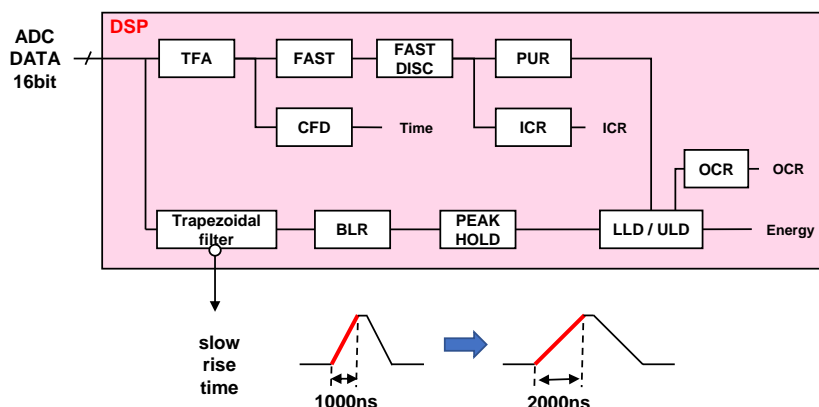 DSP
ADC
DATA
16bit
TFA
FAST
FAST
DISC
PUR
CFD
Time
ICR
ICR
OCR
OCR
Trapezoidal
filter
BLR
PEAK
HOLD
LLD / ULD
Energy
slow
rise
time
1000ns
2000ns